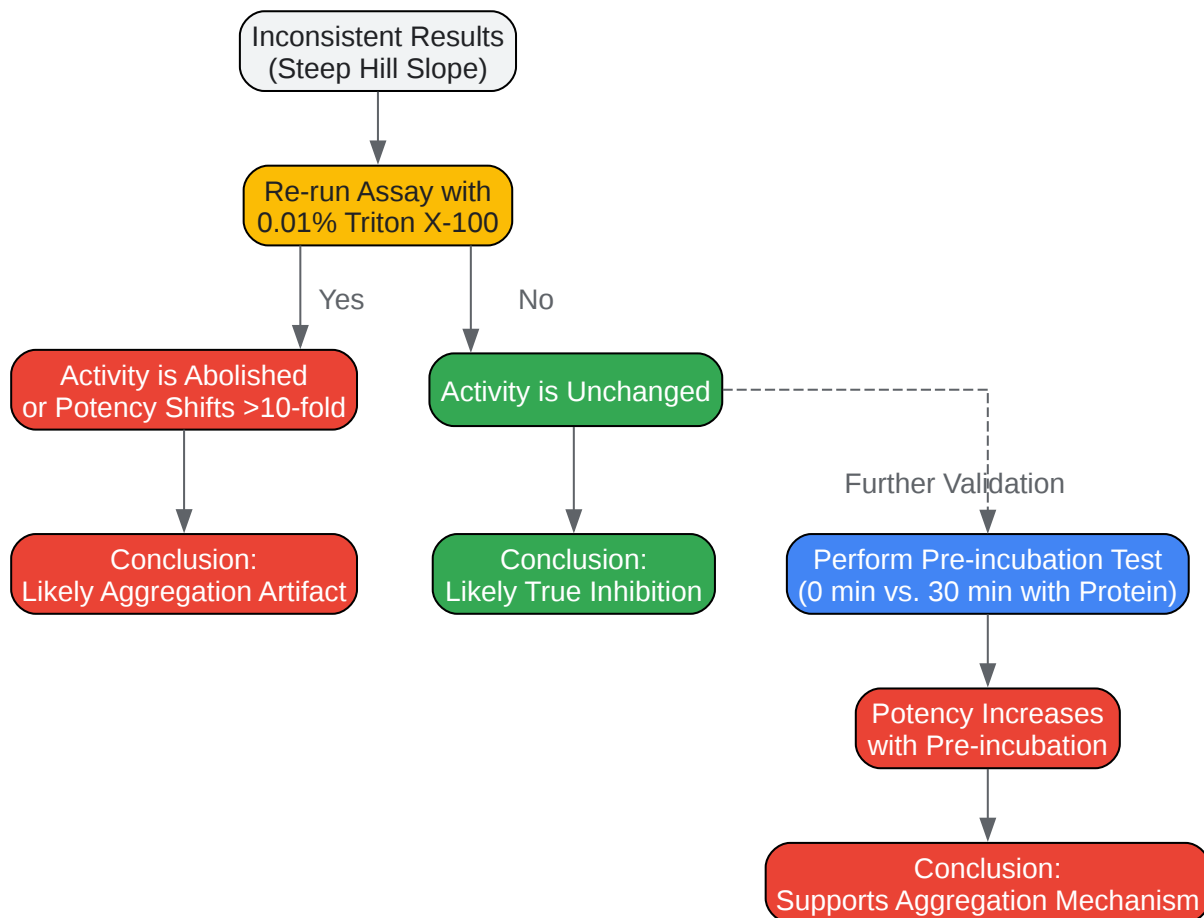 Inconsistent Results
(Steep Hill Slope)
Re-run Assay with
0.01% Triton X-100
Yes
No
Activity is Abolished
or Potency Shifts >10-fold
Activity is Unchanged
Further Validation
Conclusion:
Likely Aggregation Artifact
Conclusion:
Likely True Inhibition
Perform Pre-incubation Test
(0 min vs. 30 min with Protein)
Potency Increases
with Pre-incubation
Conclusion:
Supports Aggregation Mechanism